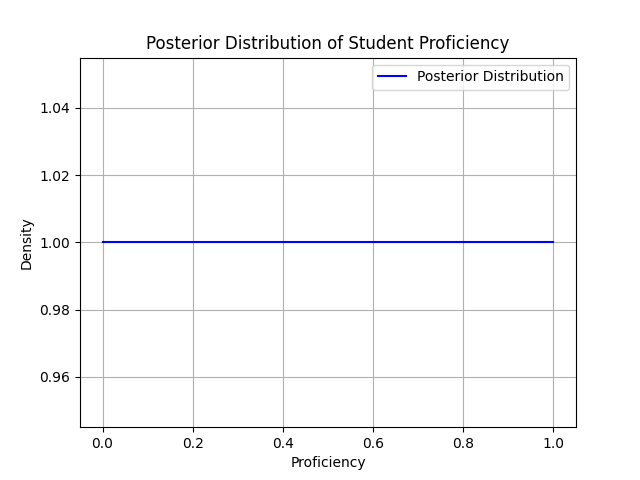 Posterior Distribution of Student Proficiency
Posterior Distribution
1.04
1.02
1.00
0.98
0.96
Density
0.0 0.2 0.4 0.6 0.8 1.0
Proficiency